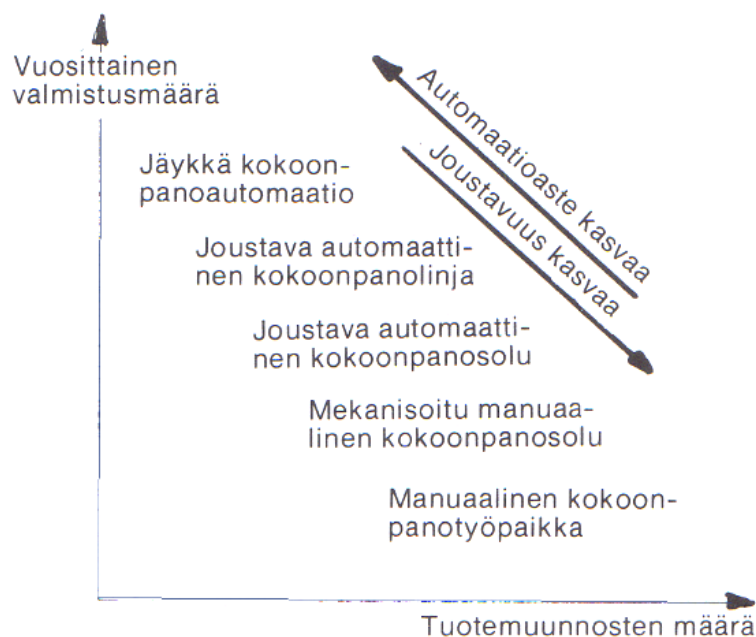 Vuosittainen
valmistusmäärä
Automaatioaste kasvaa
Joustavuus kasvaa
Jäykkä kokoon-
panoautomaatio
Joustava automaatti-
nen kokoonpanolinja
Joustava automaatti-
nen kokoonpanosolu
Mekanisoitu manuaa-
linen kokoonpanosolu
Manuaalinen kokoon-
panotyöpaikka
Tuotemuunnosten määrä